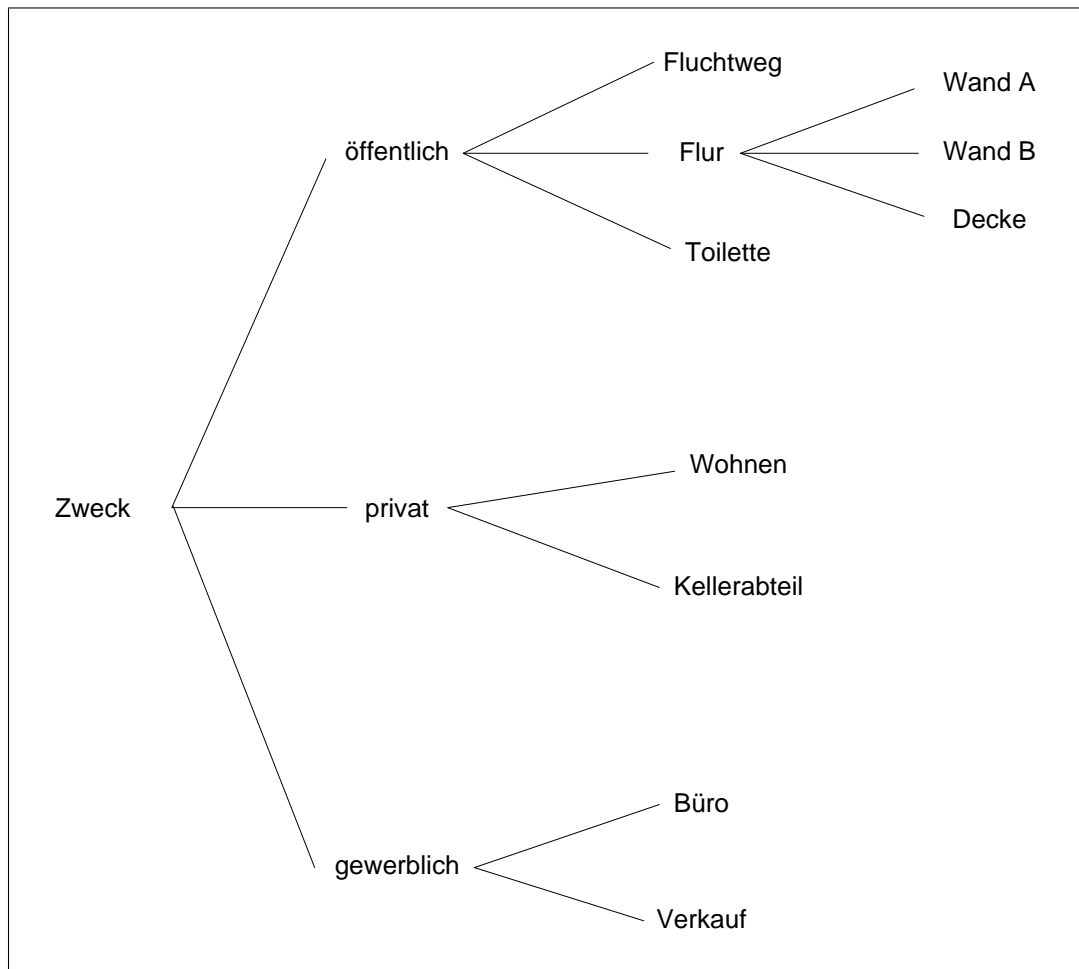 Fluchtweg
Wand A
öffentlich
Flur
Wand B
Decke
Toilette
Wohnen
Zweck
privat
Kellerabteil
Büro
gewerblich
Verkauf